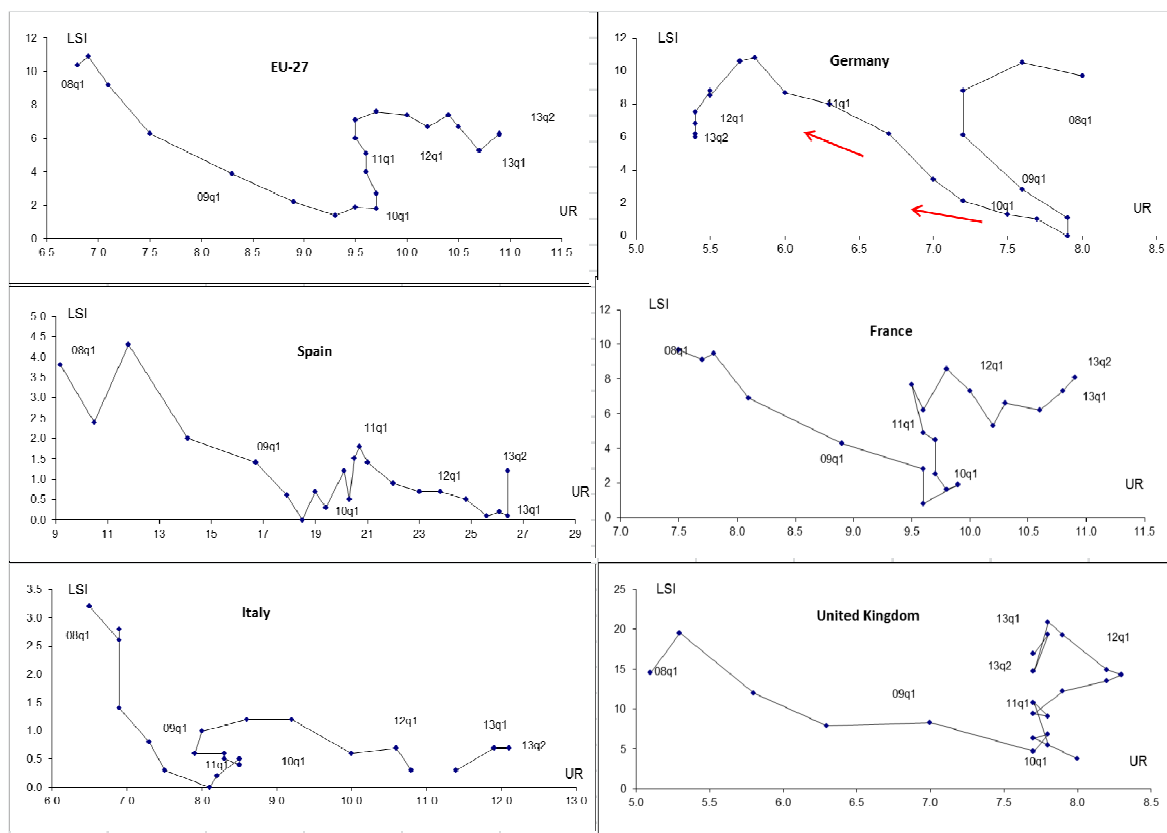 LSI
EU-27
12
10
8
6
4
2
0
08q1
09q1
10q1
11q1
12q1
13q1
13q2
UR
6.5 7.0 7.5 8.0 8.5 9.0 9.5 10.0 10.5 11.0 11.5
LSI
Germany
12
10
8
6
4
2
0
08q1
09q1
10q1
11q1
12q1
13q2
UR
5.0 5.5 6.0 6.5 7.0 7.5 8.0 8.5
LSI
Spain
5.0
4.5
4.0
3.5
3.0
2.5
2.0
1.5
1.0
0.5
0.0
08q1
09q1
10q1
11q1
12q1
13q2
13q1
UR
9 11 13 15 17 19 21 23 25 27 29
LSI
France
12
10
8
6
4
2
0
08q1
09q1
10q1
11q1
12q1
13q2
13q1
UR
7.0 7.5 8.0 8.5 9.0 9.5 10.0 10.5 11.0 11.5
LSI
Italy
3.5
3.0
2.5
2.0
1.5
1.0
0.5
0.0
08q1
09q1
11q1
10q1
12q1
13q1
13q2
UR
6.0 7.0 8.0 9.0 10.0 11.0 12.0 13.0
LSI
United Kingdom
25
20
15
10
5
0
08q1
09q1
10q1
11q1
12q1
13q1
13q2
UR
5.0 5.5 6.0 6.5 7.0 7.5 8.0 8.5